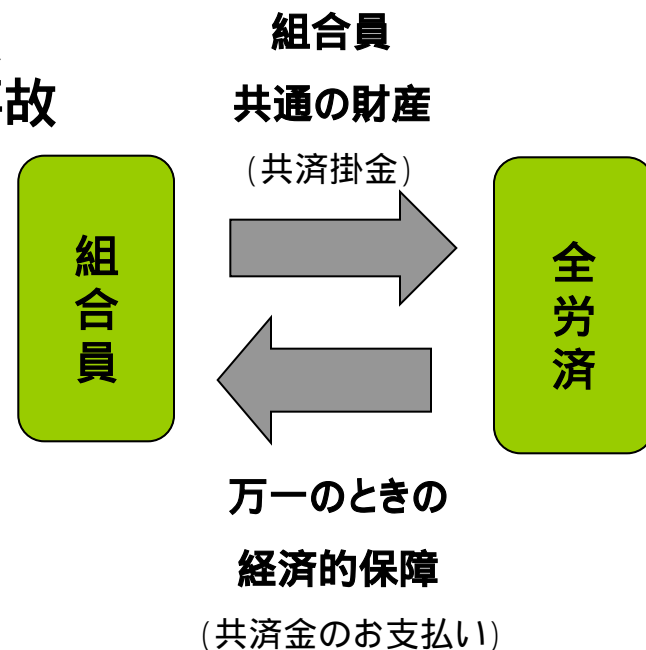 故
組合員
共通の財産
(共済掛金)
組合員
全労済
万一のときの
経済的保障
(共済金のお支払い)